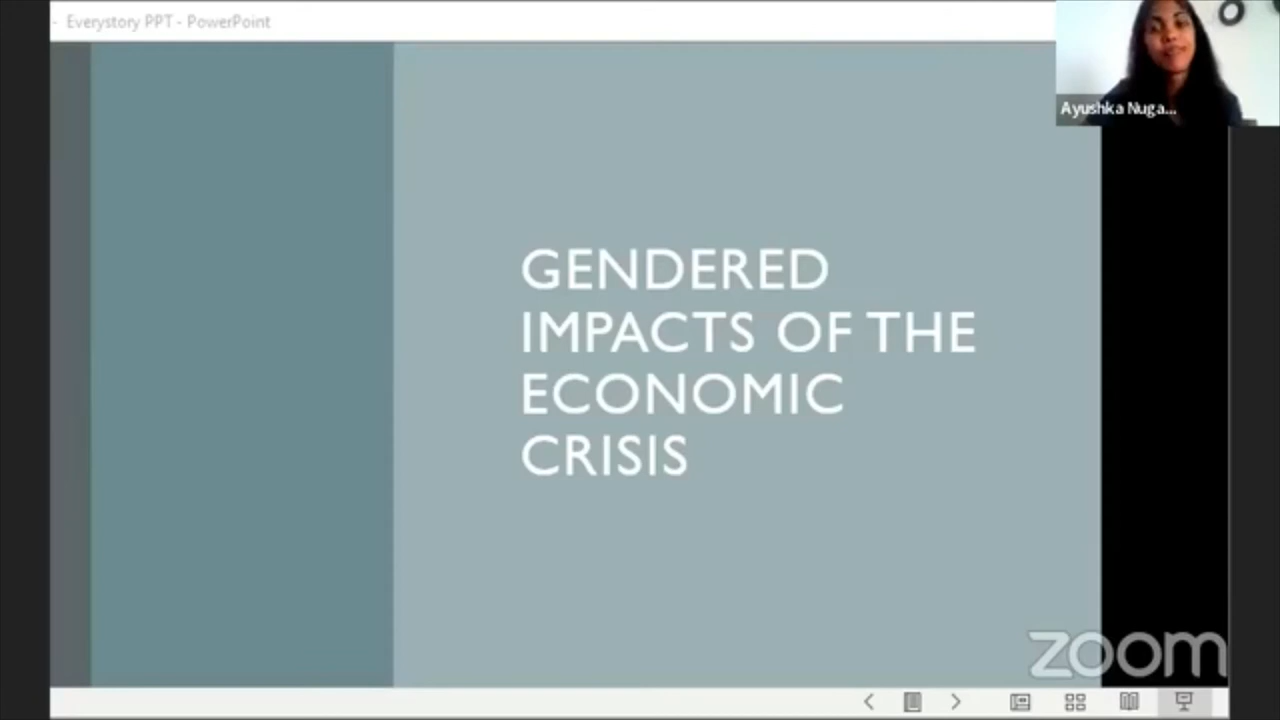 - Everystory PPT - PowerPoint
Ayushka Nuga...
GENDERED
IMPACTS OF THE
ECONOMIC
CRISIS
zoom